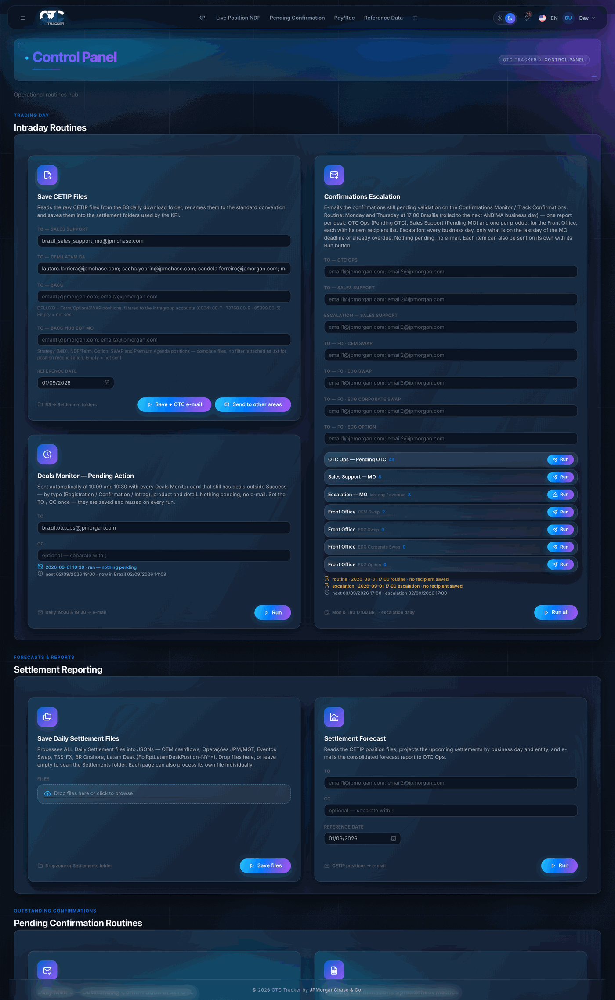 OTC
TRACKER
KPI
Live Position NDF
Pending Confirmation
Pay/Rec
Reference Data
11
EN
DU
Dev
Control Panel
OTC TRACKER › CONTROL PANEL
Operational routines hub
TRADING DAY
Intraday Routines
Save CETIP Files
Reads the raw CETIP files from the B3 daily download folder, renames them to the standard convention
and saves them into the settlement folders used by the KPI.
TO — SALES SUPPORT
brazil_sales_support_mo@jpmchase.com
TO — CEM LATAM BA
lautaro.larriera@jpmchase.com; sacha.yebrin@jpmchase.com; candela.ferreiro@jpmorgan.com; ma
TO — BACC
email1@jpmorgan.com; email2@jpmorgan.com
DFLUXO + Term/Option/SWAP positions, filtered to the intragroup accounts (00041.00-7 · 73760.00-9 · 85398.00-5).
Empty = not sent.
TO — BACC HUB EQT MO
email1@jpmorgan.com; email2@jpmorgan.com
Strategy (MID), NDF/Term, Option, SWAP and Premium Agenda positions — complete files, no filter, attached as .txt for
position reconciliation. Empty = not sent.
REFERENCE DATE
01/09/2026
B3 → Settlement folders
Save + OTC e-mail
Send to other areas
Confirmations Escalation
E-mails the confirmations still pending validation on the Confirmations Monitor / Track Confirmations.
Routine: Monday and Thursday at 17:00 Brasília (rolled to the next ANBIMA business day) — one report
per desk: OTC Ops (Pending OTC), Sales Support (Pending MO) and one per product for the Front Office,
each with its own recipient list. Escalation: every business day, only what is on the last day of the MO
deadline or already overdue. Nothing pending, no e-mail. Each item can also be sent on its own with its
Run button.
TO — OTC OPS
email1@jpmorgan.com; email2@jpmorgan.com
TO — SALES SUPPORT
email1@jpmorgan.com; email2@jpmorgan.com
ESCALATION — SALES SUPPORT
email1@jpmorgan.com; email2@jpmorgan.com
TO — FO · CEM SWAP
email1@jpmorgan.com; email2@jpmorgan.com
TO — FO · EDG SWAP
email1@jpmorgan.com; email2@jpmorgan.com
TO — FO · EDG CORPORATE SWAP
email1@jpmorgan.com; email2@jpmorgan.com
TO — FO · EDG OPTION
email1@jpmorgan.com; email2@jpmorgan.com
OTC Ops — Pending OTC 44 Run
Sales Support — MO 8 Run
Escalation — MO last day / overdue 8 Run
Front Office CEM Swap 2 Run
Front Office EDG Swap 0 Run
Front Office EDG Corporate Swap 0 Run
Front Office EDG Option 0 Run
routine · 2026-08-31 17:00 routine · no recipient saved
escalation · 2026-09-01 17:00 escalation · no recipient saved
next 03/09/2026 17:00 · escalation 02/09/2026 17:00
Mon & Thu 17:00 BRT · escalation daily
Run all
Deals Monitor — Pending Action
Sent automatically at 19:00 and 19:30 with every Deals Monitor card that still has deals outside Success
— by type (Registration / Confirmation / Intrag), product and detail. Nothing pending, no e-mail. Set the
TO / CC once — they are saved and reused on every run.
TO
brazil.otc.ops@jpmorgan.com
CC
optional — separate with ;
2026-09-01 19:30 · ran — nothing pending
next 02/09/2026 19:00 · now in Brazil 02/09/2026 14:08
Daily 19:00 & 19:30 → e-mail
Run
FORECASTS & REPORTS
Settlement Reporting
Save Daily Settlement Files
Processes ALL Daily Settlement files into JSONs — OTM cashflows, Operações JPM/MGT, Eventos
Swap, TSS-FX, BR Onshore, Latam Desk (FbiRptLatamDeskPostion-NY-*). Drop files here, or leave
empty to scan the Settlements folder. Each page can also process its own file individually.
FILES
Drop files here or click to browse
Dropzone or Settlements folder
Save files
Settlement Forecast
Reads the CETIP position files, projects the upcoming settlements by business day and entity, and e-
mails the consolidated forecast report to OTC Ops.
TO
email1@jpmorgan.com; email2@jpmorgan.com
CC
optional — separate with ;
REFERENCE DATE
01/09/2026
CETIP positions → e-mail
Run
OUTSTANDING CONFIRMATIONS
Pending Confirmation Routines
Daily Metric — Outstanding Confirmation Brazil OTC
Pending Confirmations Spreadsheet Metrics
© 2026 OTC Tracker by JPMorganChase & Co.